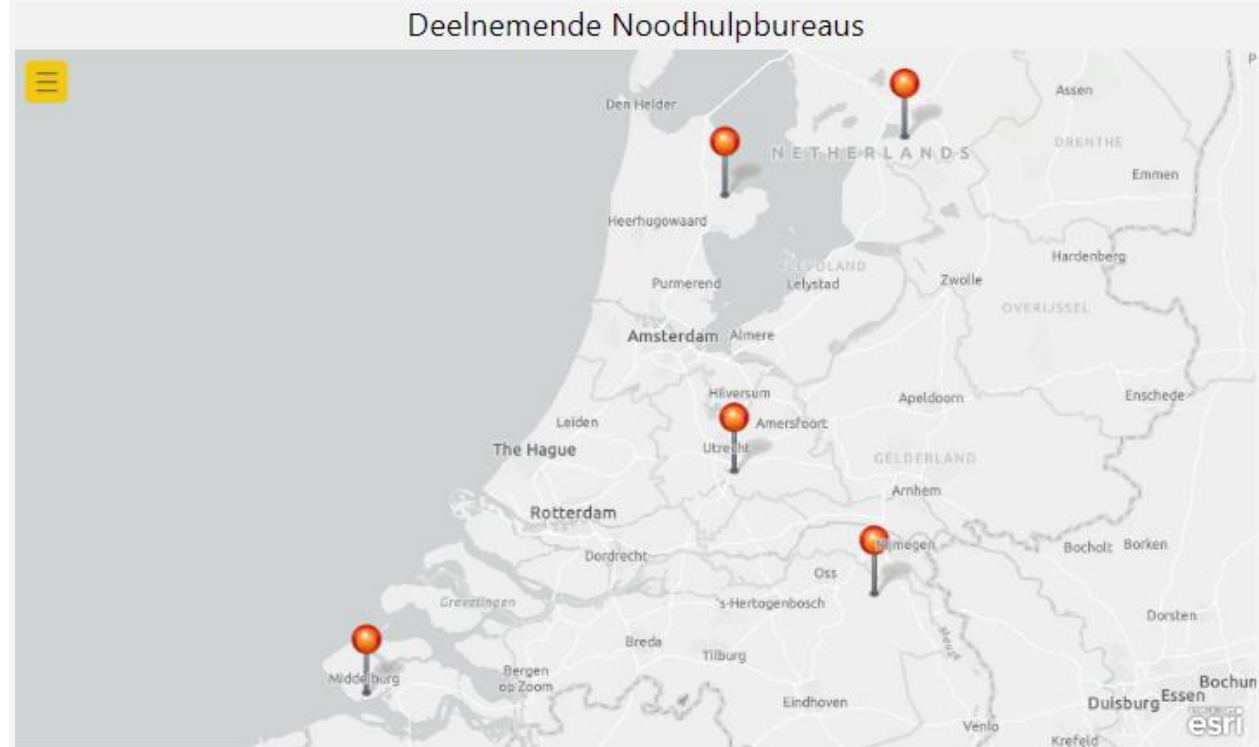 Deelnemende Noodhulpbureaus
Den Helder
Assen
DRENTHE
NETHERLANDS
Emmen
Heerhugowaard
Hardenberg
FLEVOLAND
Purmerend
Lelystad
Zwolle
OVERIJSSEL
Amsterdam
Almere
Hilversum
Apeldoorn
Enschede
Leiden
Amersfoort
The Hague
Utrecht
GELDERLAND
Arnhem
Rotterdam
Nijmegen
Bocholt
Borken
Dordrecht
Oss
Grevelingen
's-Hertogenbosch
Dorsten
Breda
Tilburg
Meuse
Middelburg
Bergen
op Zoom
Eindhoven
Bochum
Essen
Duisburg
Venlo
esri
Krefeld